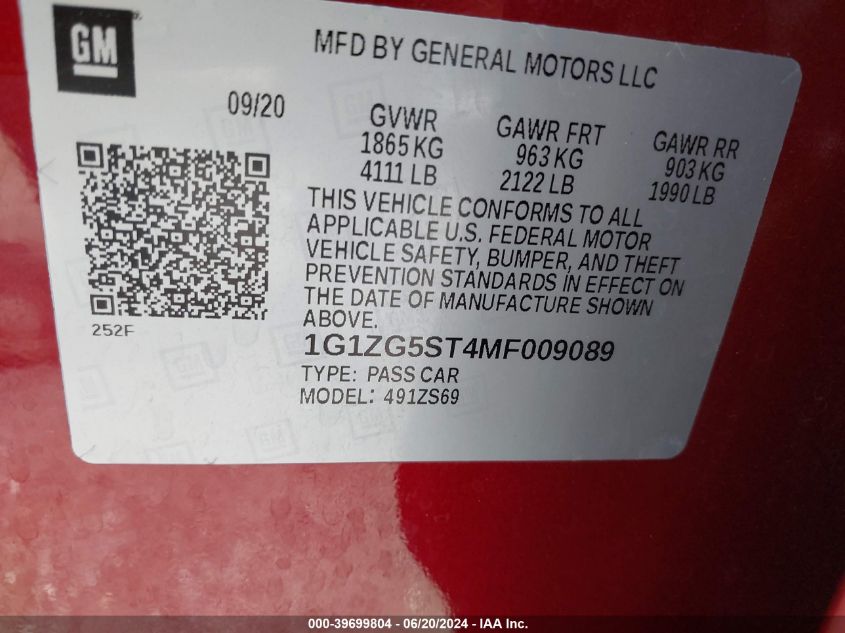 GM
MFD BY GENERAL MOTORS LLC
09/20
GVWR
1865 KG
4111 LB
GAWR FRT
963 KG
2122 LB
GAWR RR
903 KG
1990 LB
THIS VEHICLE CONFORMS TO ALL
APPLICABLE U.S. FEDERAL MOTOR
VEHICLE SAFETY, BUMPER, AND THEFT
PREVENTION STANDARDS IN EFFECT ON
THE DATE OF MANUFACTURE SHOWN
ABOVE.
252F
1G1ZG5ST4MF009089
TYPE: PASS CAR
MODEL: 491ZS69
000-39699804 - 06/20/2024 - IAA Inc.